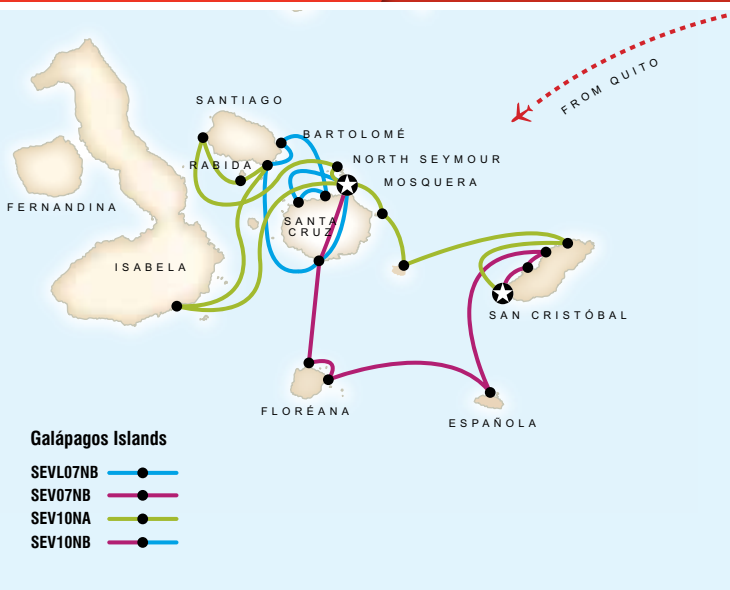 FROM QUITO
SANTIAGO
BARTOLOMÉ
NORTH SEYMOUR
RABIDA
MOSQUERA
FERNANDINA
SANTA
CRUZ
ISABELA
SAN CRISTÓBAL
FLORÉANA
ESPAÑOLA
Galápagos Islands
SEVL07NB
SEV07NB
SEV10NA
SEV10NB